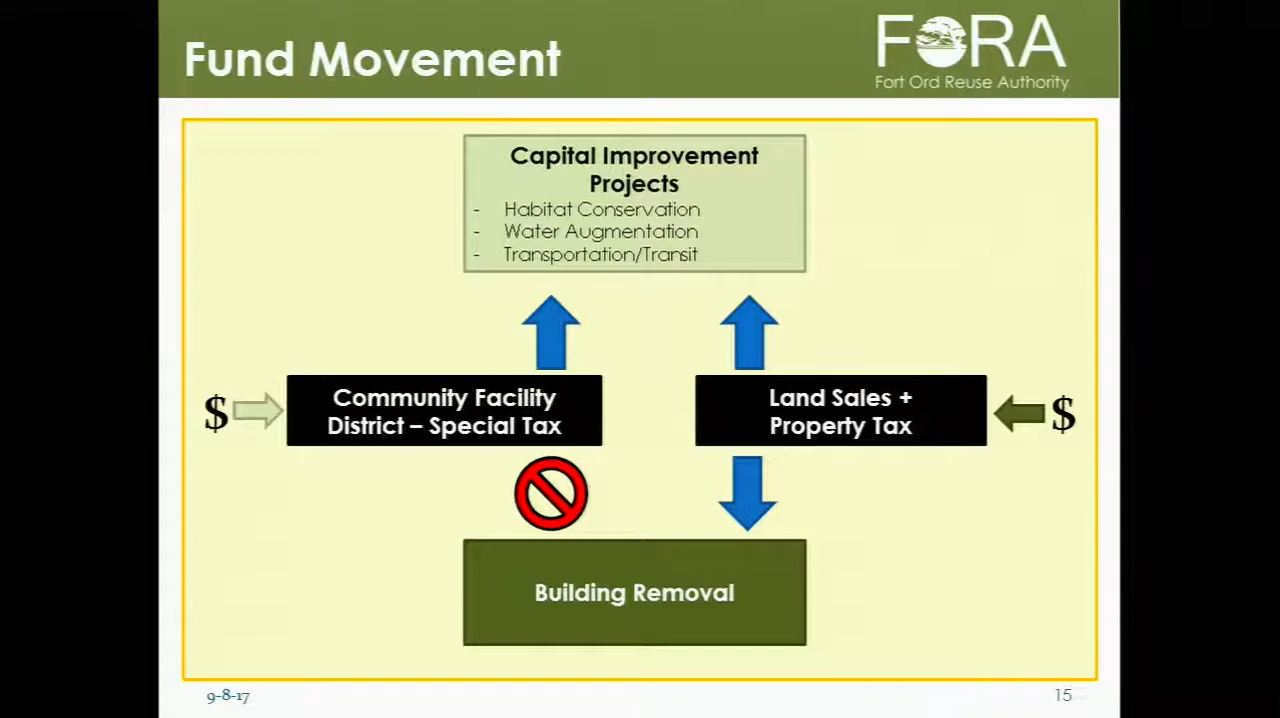 Fund Movement
FORA
Fort Ord Reuse Authority
Capital Improvement
Projects
- Habitat Conservation
- Water Augmentation
- Transportation/Transit
$
Community Facility
District – Special Tax
Land Sales +
Property Tax
$
Building Removal
9-8-17
15